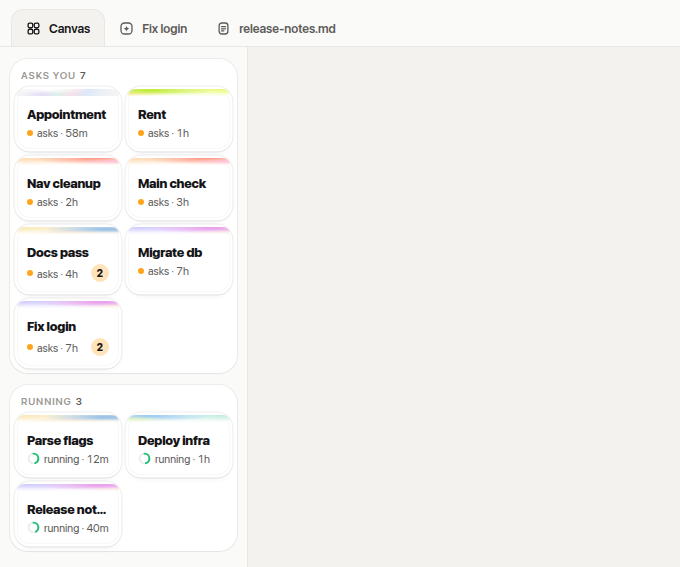 Canvas
Fix login
release-notes.md
ASKS YOU 7
Appointment
asks · 58m
Rent
asks · 1h
Nav cleanup
asks · 2h
Main check
asks · 3h
Docs pass
asks · 4h
2
Migrate db
asks · 7h
Fix login
asks · 7h
2
RUNNING 3
Parse flags
running · 12m
Deploy infra
running · 1h
Release not...
running · 40m